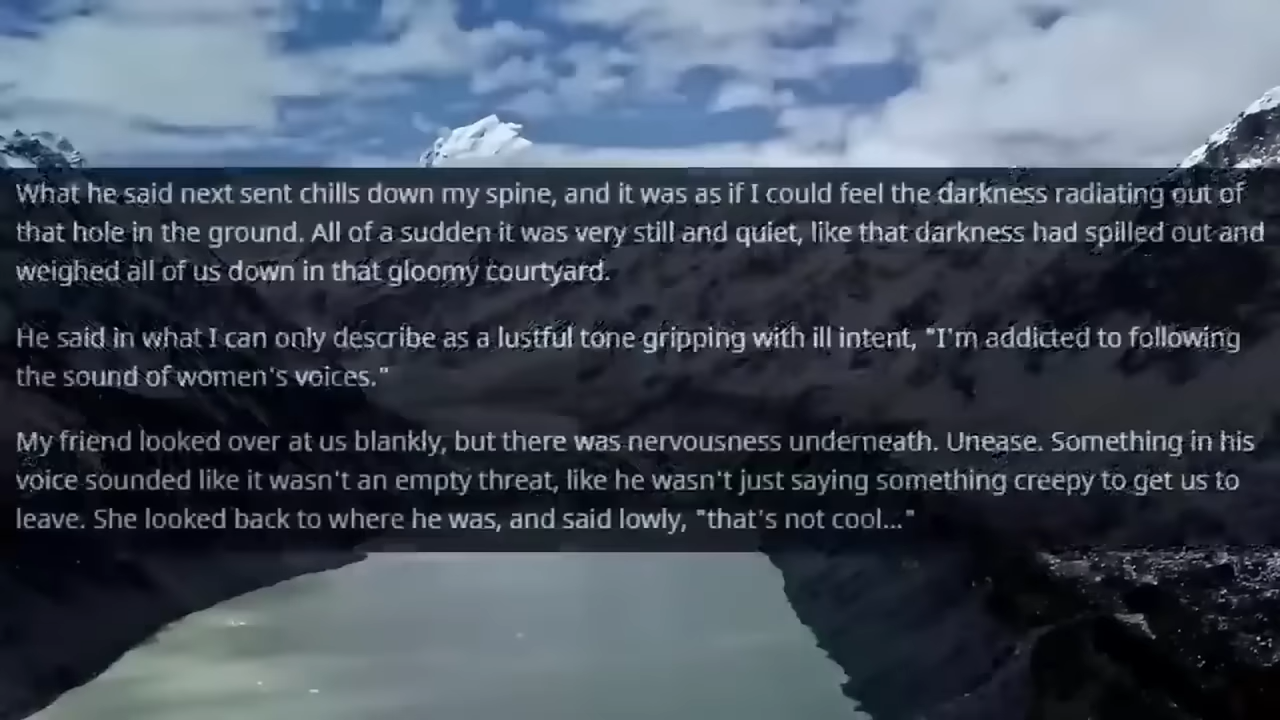 What he said next sent chills down my spine, and it was as if I could feel the darkness radiating out of
that hole in the ground. All of a sudden it was very still and quiet, like that darkness had spilled out and
weighed all of us down in that gloomy courtyard.
He said in what I can only describe as a lustful tone gripping with ill intent, "I'm addicted to following
the sound of women's voices."
My friend looked over at us blankly, but there was nervousness underneath. Unease. Something in his
voice sounded like it wasn't an empty threat, like he wasn't just saying something creepy to get us to
leave. She looked back to where he was, and said lowly, "that's not cool..."